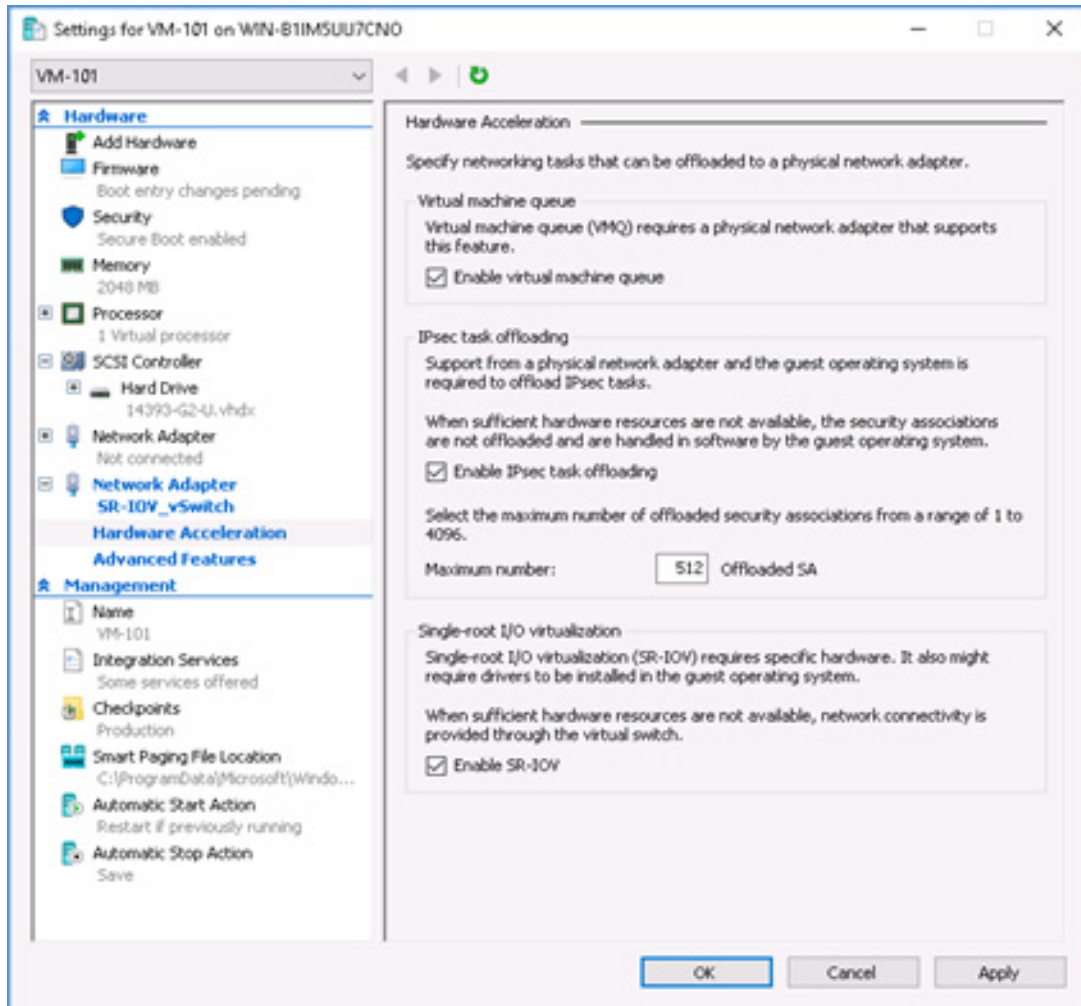 Settings for VM-101 on WIN-B1IM5UU7CNO
VM-101
Hardware
Add Hardware
Firmware
Boot entry changes pending
Security
Secure Boot enabled
Memory
2048 MB
Processor
1 Virtual processor
SCSI Controller
Hard Drive
14393-G2-U.vhdx
Network Adapter
Not connected
Network Adapter
SR-IOV_vSwitch
Hardware Acceleration
Advanced Features
Management
Name
VM-101
Integration Services
Some services offered
Checkpoints
Production
Smart Paging File Location
C:\ProgramData\Microsoft\Windo...
Automatic Start Action
Restart if previously running
Automatic Stop Action
Save
Hardware Acceleration
Specify networking tasks that can be offloaded to a physical network adapter.
Virtual machine queue
Virtual machine queue (VMQ) requires a physical network adapter that supports
this feature.
Enable virtual machine queue
IPsec task offloading
Support from a physical network adapter and the guest operating system is
required to offload IPsec tasks.
When sufficient hardware resources are not available, the security associations
are not offloaded and are handled in software by the guest operating system.
Enable IPsec task offloading
Select the maximum number of offloaded security associations from a range of 1 to
4096.
Maximum number: 512 Offloaded SA
Single-root I/O virtualization
Single-root I/O virtualization (SR-IOV) requires specific hardware. It also might
require drivers to be installed in the guest operating system.
When sufficient hardware resources are not available, network connectivity is
provided through the virtual switch.
Enable SR-IOV
OK Cancel Apply